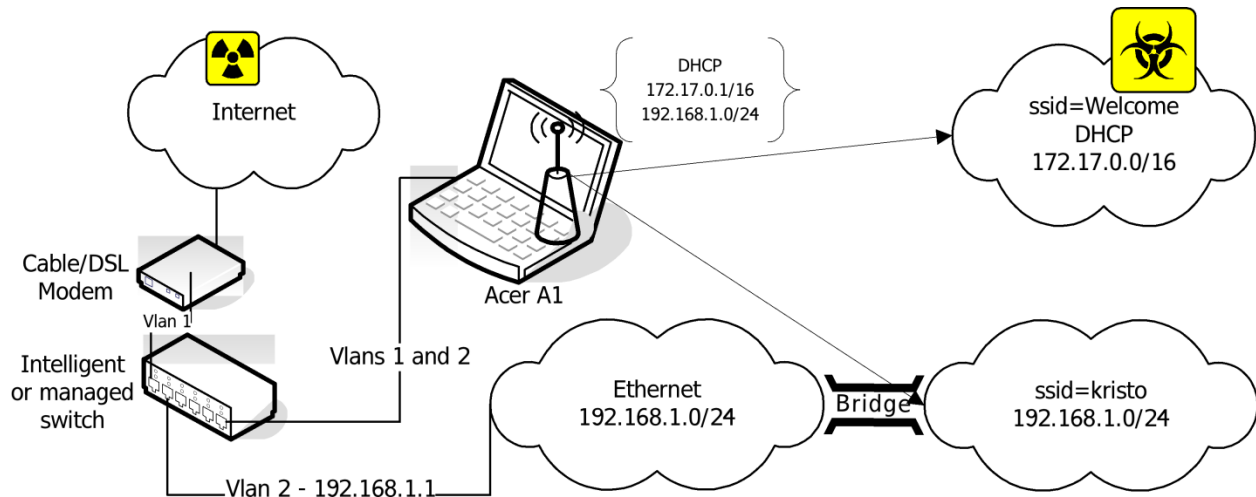 Internet
DHCP
172.17.0.1/16
192.168.1.0/24
ssid=Welcome
DHCP
172.17.0.0/16
Cable/DSL
Modem
Acer A1
Vlan 1
Intelligent
or managed
switch
Vlans 1 and 2
Ethernet
192.168.1.0/24
Bridge
ssid=kristo
192.168.1.0/24
Vlan 2 - 192.168.1.1